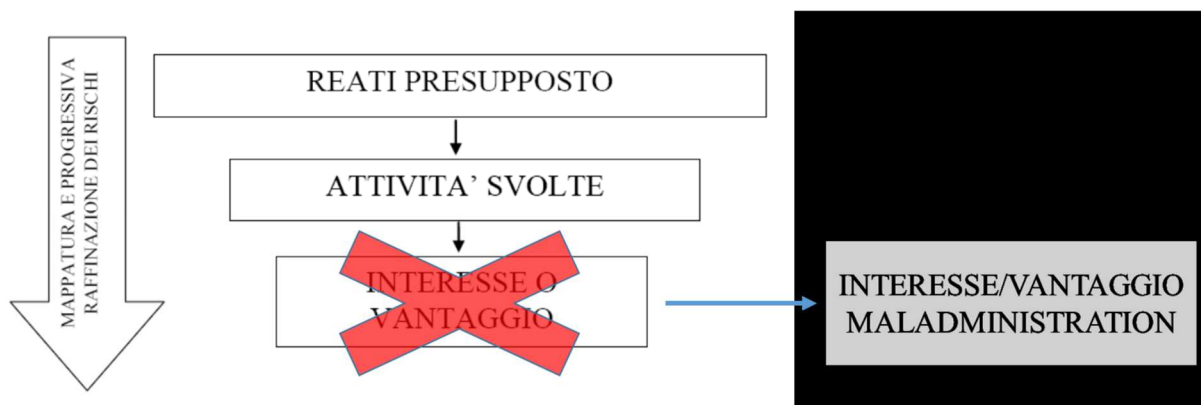 MAPPATURA E PROGRESSIVA
RAFFINAZIONE DEI RISCHI
REATI PRESUPPOSTO
ATTIVITA’ SVOLTE
INTERESSE O
VANTAGGIO
INTERESSE/VANTAGGIO
MALADMINISTRATION